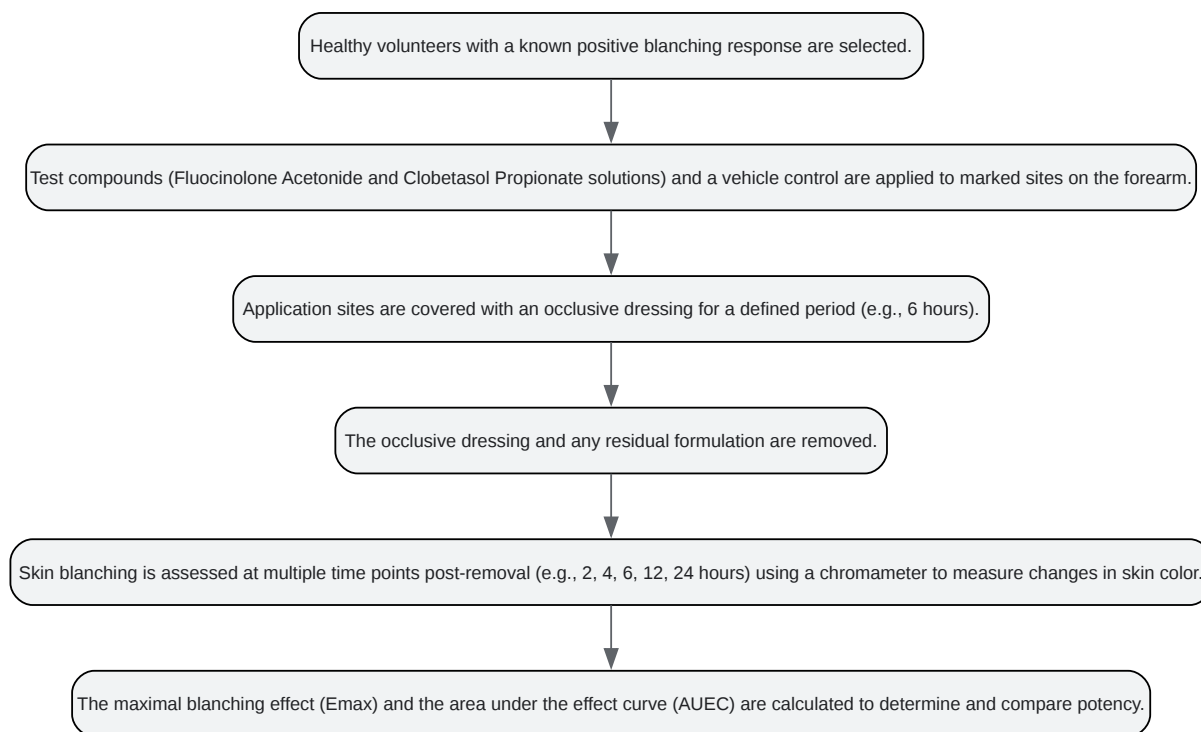 Healthy volunteers with a known positive blanching response are selected.
Test compounds (Fluocinolone Acetonide and Clobetasol Propionate solutions) and a vehicle control are applied to marked sites on the forearm.
Application sites are covered with an occlusive dressing for a defined period (e.g., 6 hours).
The occlusive dressing and any residual formulation are removed.
Skin blanching is assessed at multiple time points post-removal (e.g., 2, 4, 6, 12, 24 hours) using a chromameter to measure changes in skin color.
The maximal blanching effect (Emax) and the area under the effect curve (AUEC) are calculated to determine and compare potency.